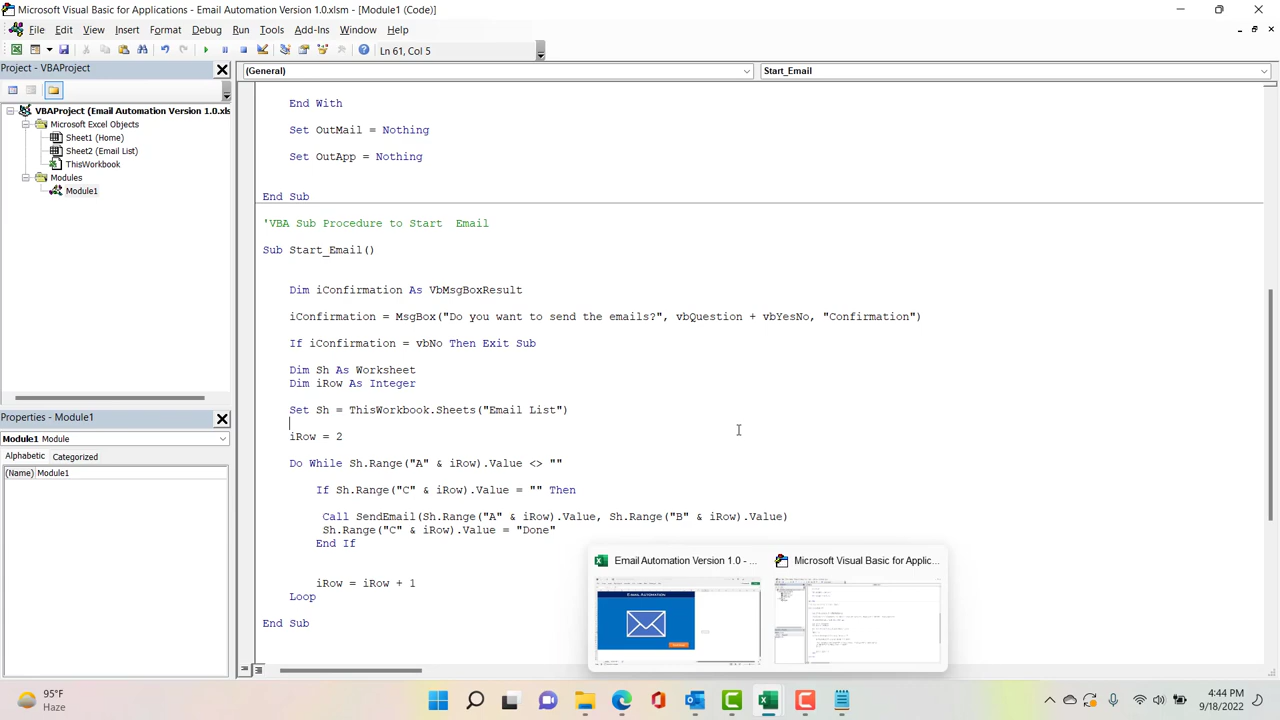 Microsoft Visual Basic for Applications - Email Automation Version 1.0.xlsm - [Module1 (Code)]
File Edit View Insert Format Debug Run Tools Add-Ins Window Help
Ln 61, Col 5
Project - VBAProject
(General)
Start_Email
VBAProject (Email Automation Version 1.0.xls
Microsoft Excel Objects
Sheet1 (Home)
Sheet2 (Email List)
ThisWorkbook
Modules
Module1
End With
Set OutMail = Nothing
Set OutApp = Nothing
End Sub
'VBA Sub Procedure to Start  Email
Sub Start_Email()
Dim iConfirmation As VbMsgBoxResult
iConfirmation = MsgBox("Do you want to send the emails?", vbQuestion + vbYesNo, "Confirmation")
If iConfirmation = vbNo Then Exit Sub
Dim Sh As Worksheet
Dim iRow As Integer
Set Sh = ThisWorkbook.Sheets("Email List")
iRow = 2
Do While Sh.Range("A" & iRow).Value <> ""
If Sh.Range("C" & iRow).Value = "" Then
Call SendEmail(Sh.Range("A" & iRow).Value, Sh.Range("B" & iRow).Value)
Sh.Range("C" & iRow).Value = "Done"
End If
iRow = iRow + 1
Loop
End Sub
Properties - Module1
Module1 Module
Alphabetic Categorized
(Name) Module1
Email Automation Version 1.0 - ...
Microsoft Visual Basic for Applic...
EMAIL AUTOMATION
95°F
Haze
4:44 PM
9/18/2022